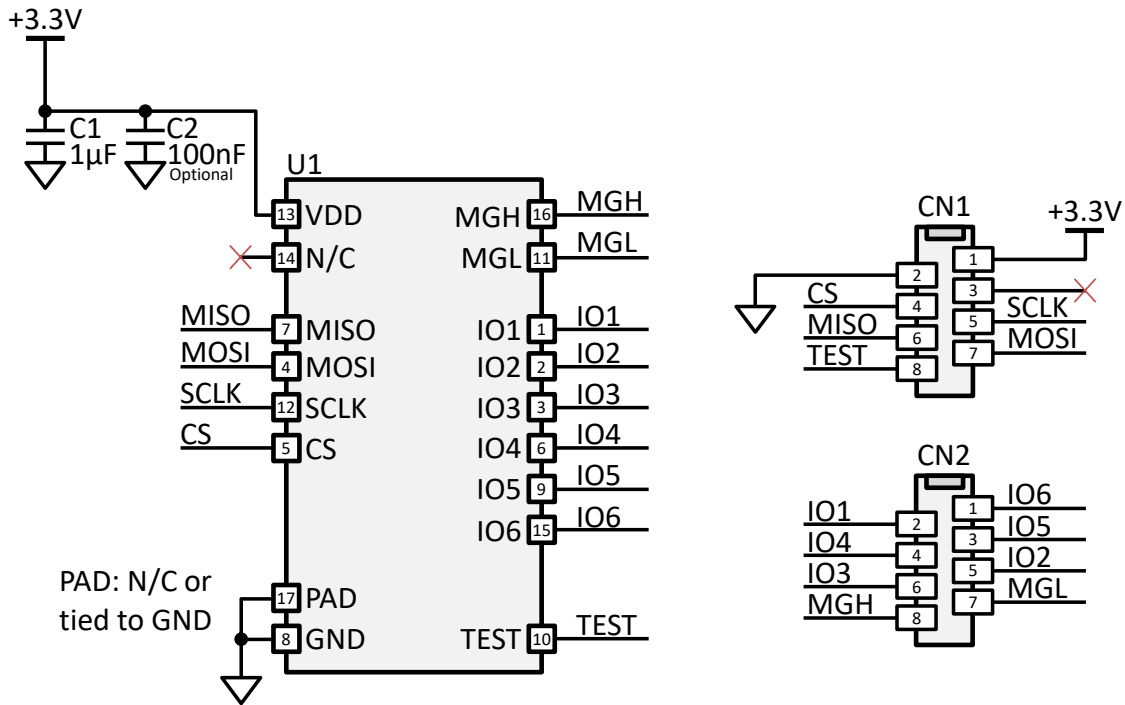 +3.3V
C1
1µF
C2
100nF
Optional
U1
13 VDD
14 N/C
MISO 7 MISO
MOSI 4 MOSI
SCLK 12 SCLK
CS 5 CS
17 PAD
8 GND
PAD: N/C or
tied to GND
MGH 16 MGH
MGL 11 MGL
IO1 1 IO1
IO2 2 IO2
IO3 3 IO3
IO4 6 IO4
IO5 9 IO5
IO6 15 IO6
TEST 10 TEST
CN1
+3.3V
1
2
3
CS 4
5 SCLK
MISO 6
7 MOSI
TEST 8
CN2
1 IO6
IO1 2
3 IO5
IO4 4
5 IO2
IO3 6
7 MGL
MGH 8